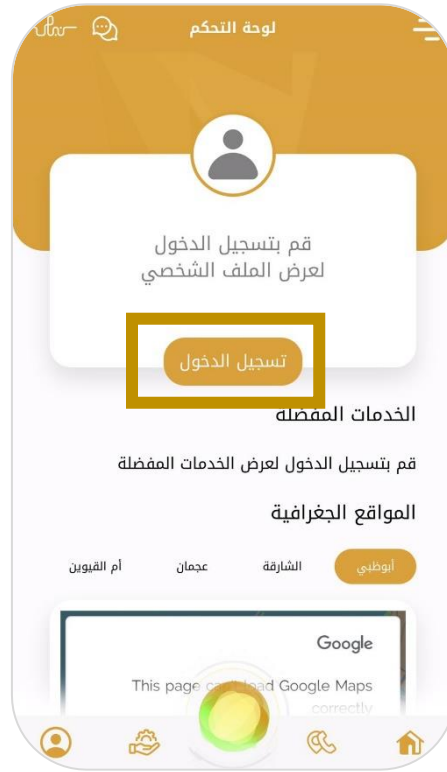 لوحة التحكم
قم بتسجيل الدخول
لعرض الملف الشخصي
تسجيل الدخول
الخدمات المفضلة
قم بتسجيل الدخول لعرض الخدمات المفضلة
المواقع الجغرافية
أبوظبي الشارقة عجمان أم القيوين
Google
This page can load Google Maps
correctly